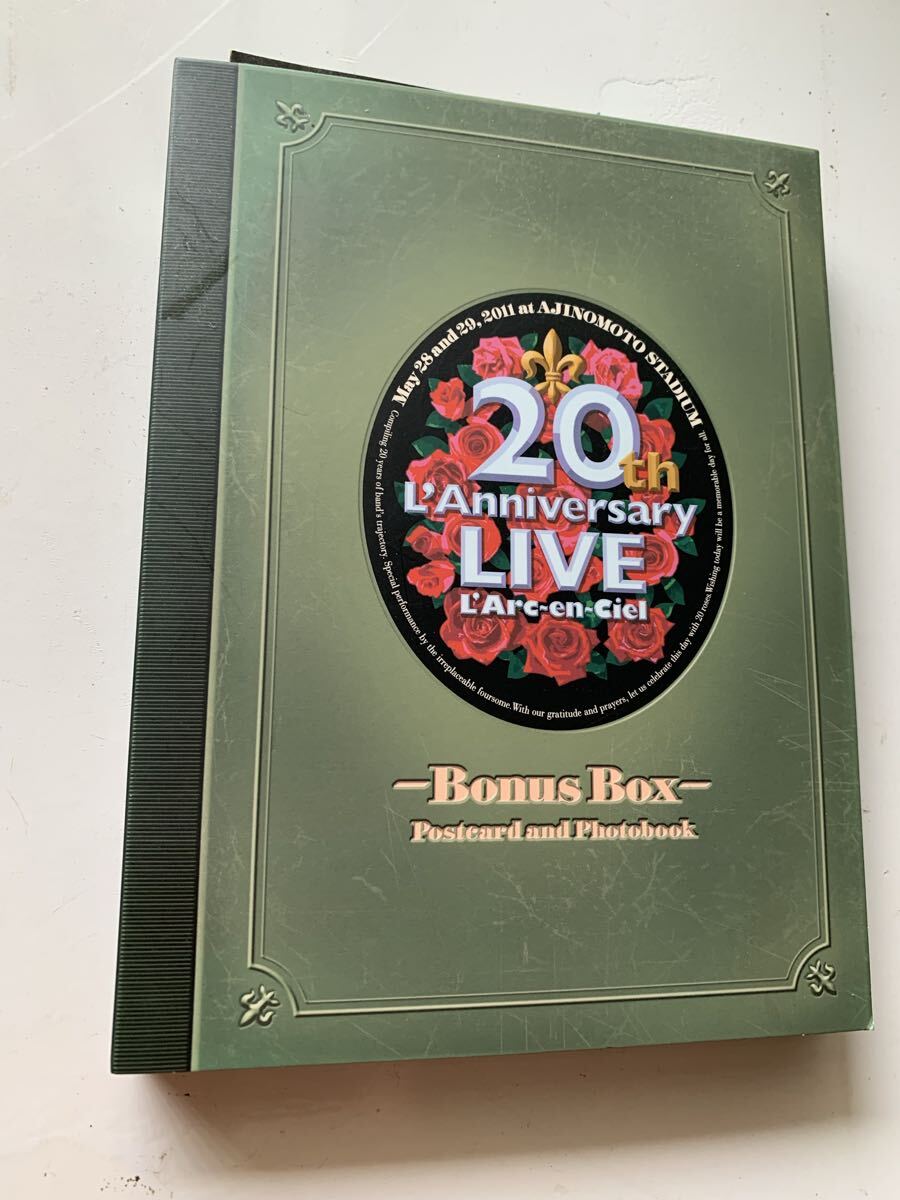 May 28 and 29, 2011 at AJINOMOTO STADIUM
20th
L'Anniversary
LIVE
L'Arc~en~Ciel
Compiling 20 years of band's trajectory. Special performance by the irreplaceable foursome. With our gratitude and prayers, let us celebrate this day with 20 roses. Wishing today will be a memorable day for all.
-Bonus Box-
Postcard and Photobook